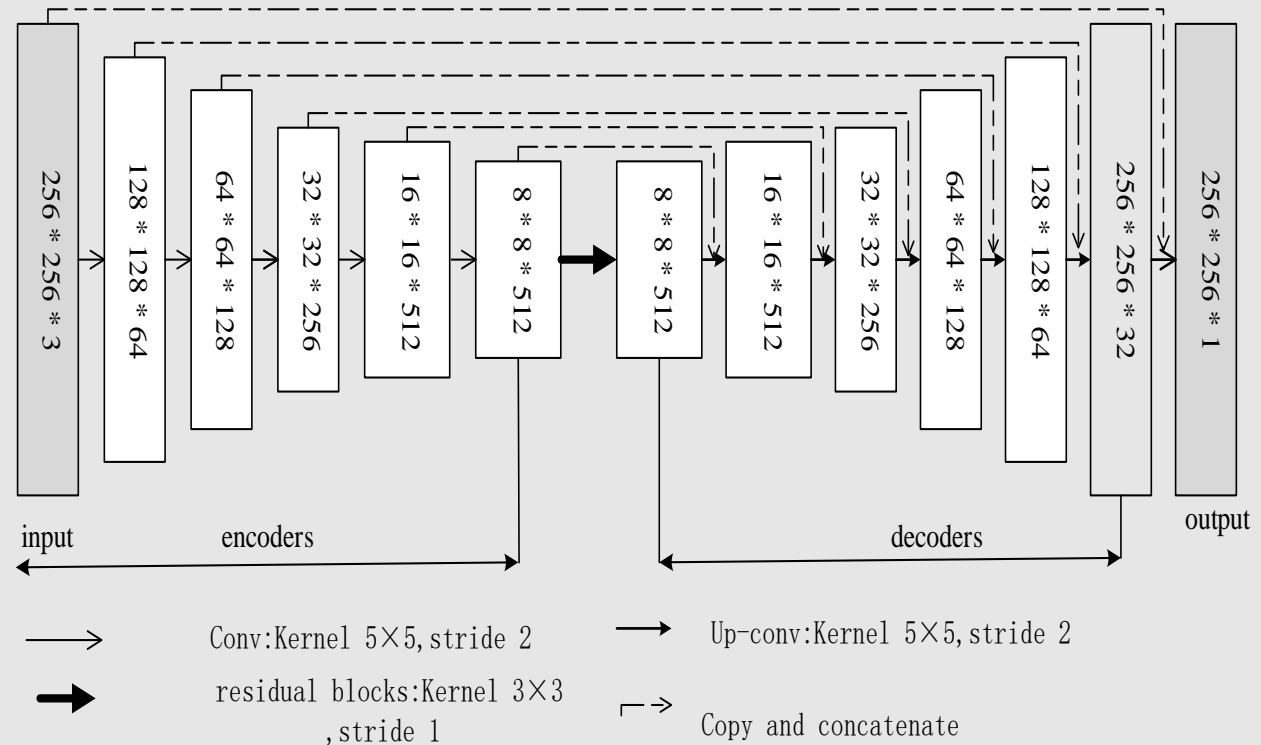 256 * 256 * 3
128 * 128 * 64
64 * 64 * 128
32 * 32 * 256
16 * 16 * 512
8 * 8 * 512
8 * 8 * 512
16 * 16 * 512
32 * 32 * 256
64 * 64 * 128
128 * 128 * 64
256 * 256 * 32
256 * 256 * 1
input
encoders
decoders
output
Conv:Kernel 5×5,stride 2
Up-conv:Kernel 5×5,stride 2
residual blocks:Kernel 3×3
,stride 1
Copy and concatenate